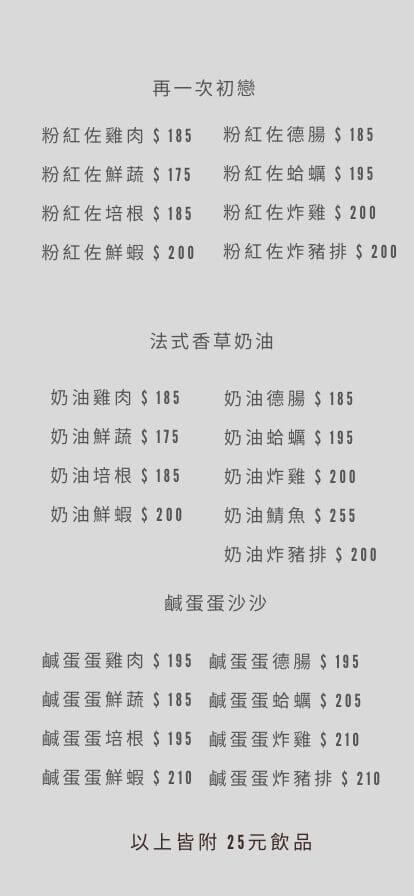 再一次初戀
粉紅佐雞肉 $ 185
粉紅佐德腸 $ 185
粉紅佐鮮蔬 $ 175
粉紅佐蛤蠣 $ 195
粉紅佐培根 $ 185
粉紅佐炸雞 $ 200
粉紅佐鮮蝦 $ 200
粉紅佐炸豬排 $ 200
法式香草奶油
奶油雞肉 $ 185
奶油德腸 $ 185
奶油鮮蔬 $ 175
奶油蛤蠣 $ 195
奶油培根 $ 185
奶油炸雞 $ 200
奶油鮮蝦 $ 200
奶油鯖魚 $ 255
奶油炸豬排 $ 200
鹹蛋蛋沙沙
鹹蛋蛋雞肉 $ 195
鹹蛋蛋德腸 $ 195
鹹蛋蛋鮮蔬 $ 185
鹹蛋蛋蛤蠣 $ 205
鹹蛋蛋培根 $ 195
鹹蛋蛋炸雞 $ 210
鹹蛋蛋鮮蝦 $ 210
鹹蛋蛋炸豬排 $ 210
以上皆附 25元飲品